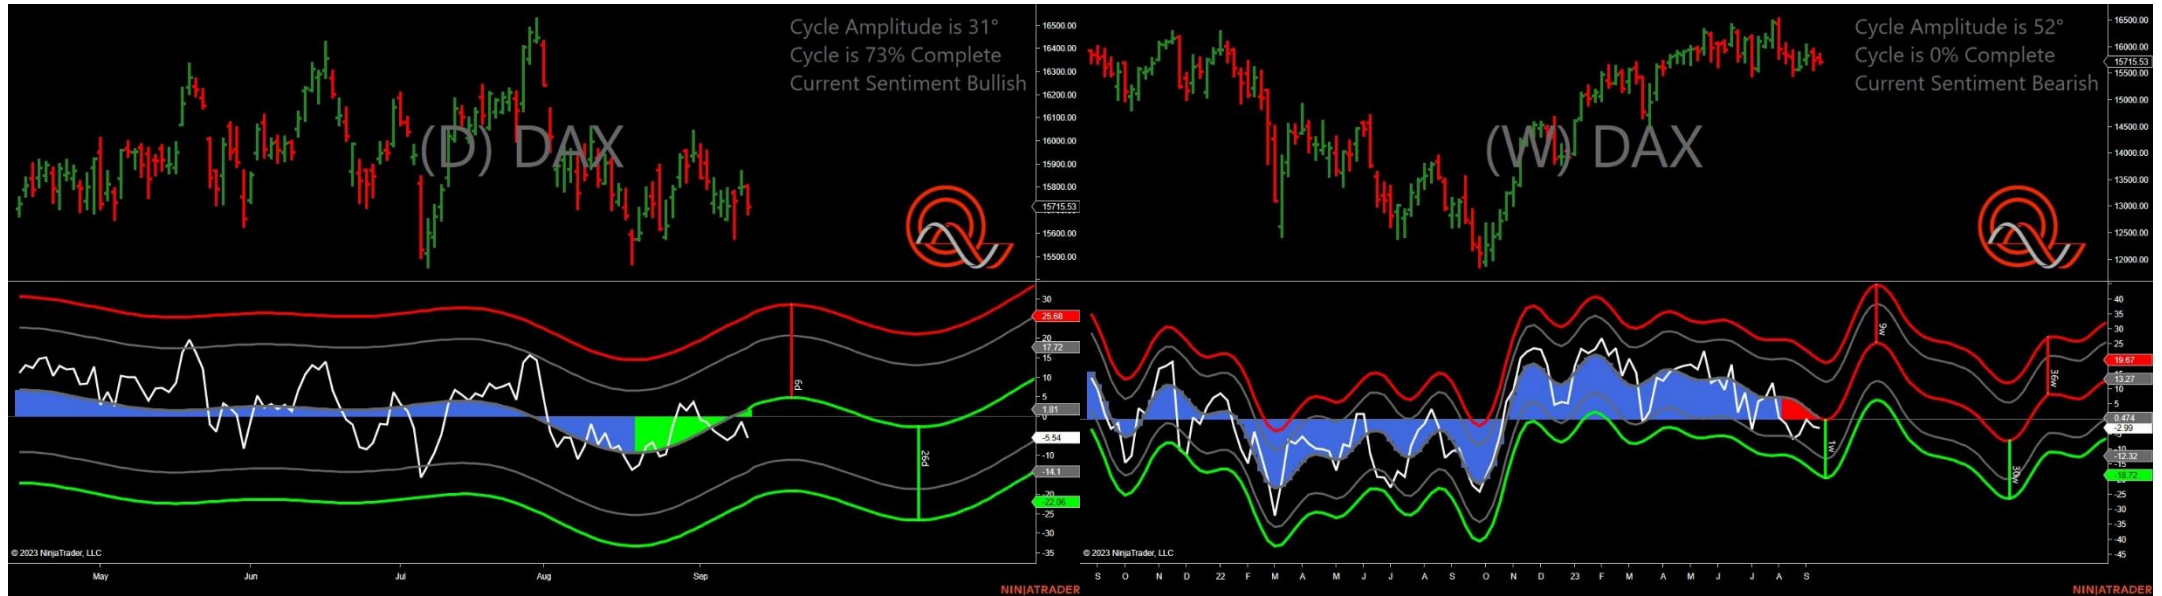 Cycle Amplitude is 31°
Cycle is 73% Complete
Current Sentiment Bullish
(D) DAX
16500.00
16400.00
16300.00
16200.00
16100.00
16000.00
15900.00
15800.00
15715.53
15600.00
15500.00
30
25.68
20
17.72
15
10
5
0
1.81
-5.54
-10
-14.1
-20
-22.06
-25
-30
-35
6d
26d
© 2023 NinjaTrader, LLC
May Jun Jul Aug Sep
NINJATRADER
Cycle Amplitude is 52°
Cycle is 0% Complete
Current Sentiment Bearish
(W) DAX
16500.00
16000.00
15715.53
15500.00
15000.00
14500.00
14000.00
13500.00
13000.00
12500.00
12000.00
40
35
30
25
19.67
13.27
10
5
0.474
-2.99
-12.32
-15
-18.72
-25
-30
-35
-40
-45
9w
36w
1w
30w
© 2023 NinjaTrader, LLC
S O N D 22 F M A M J J A S O N D 23 F M A M J J A S
NINJATRADER